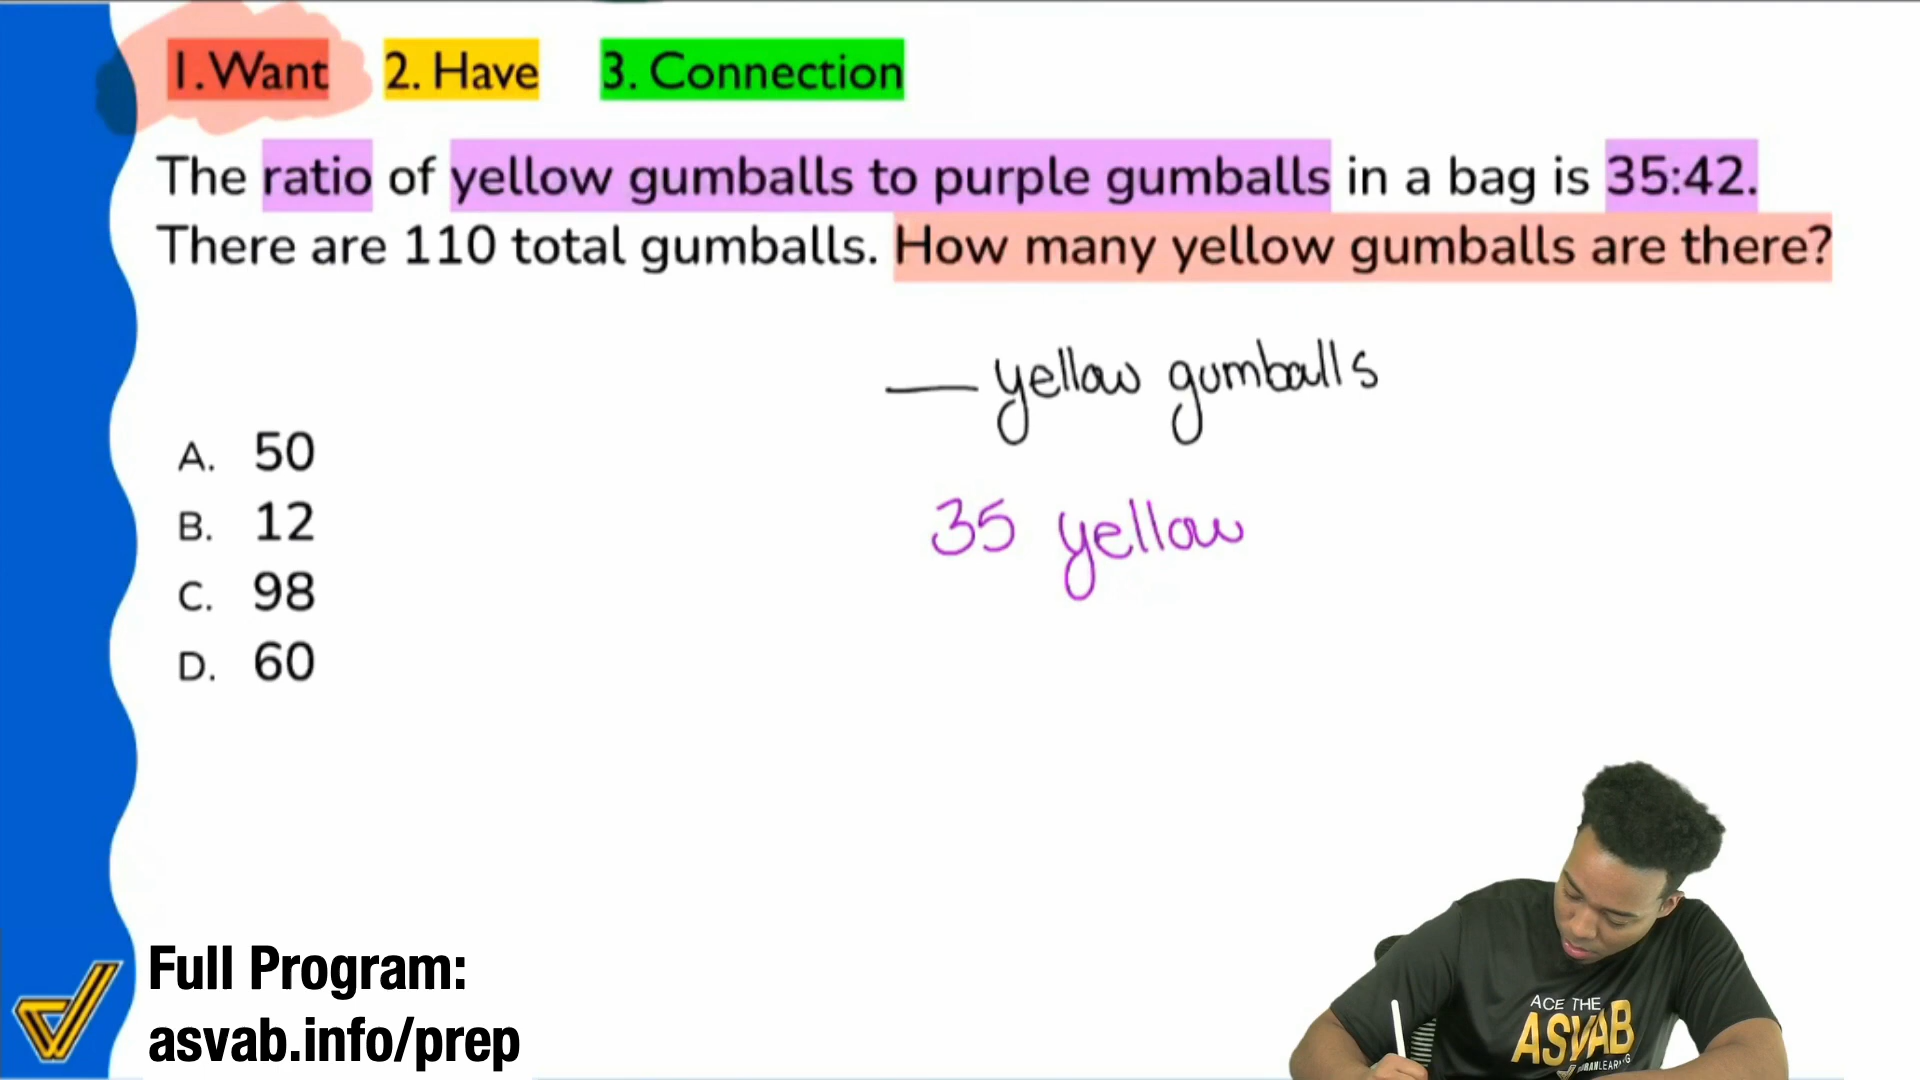 1. Want 2. Have 3. Connection
The ratio of yellow gumballs to purple gumballs in a bag is 35:42.
There are 110 total gumballs. How many yellow gumballs are there?
— yellow gumballs
35 yellow
A. 50
B. 12
C. 98
D. 60
Full Program:
asvab.info/prep
ACE THE
ASVAB